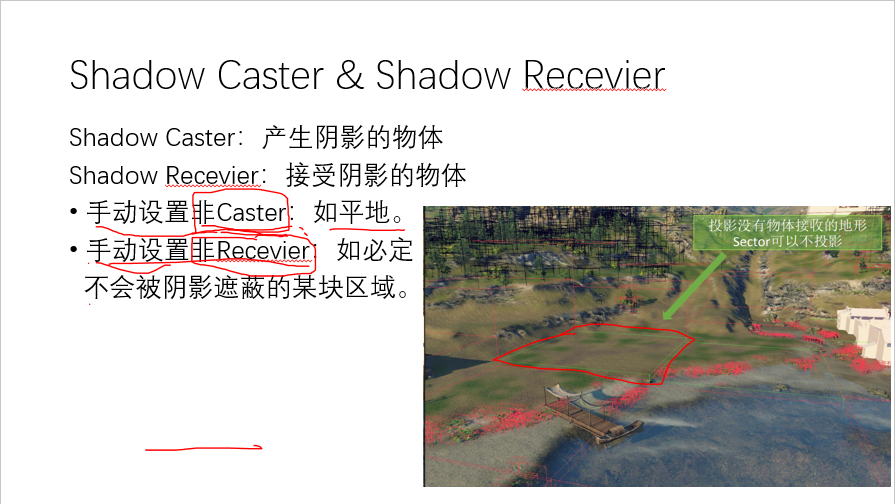 Shadow Caster & Shadow Recevier
Shadow Caster：产生阴影的物体
Shadow Recevier：接受阴影的物体
• 手动设置非Caster：如平地。
• 手动设置非Recevier：如必定
不会被阴影遮蔽的某块区域。
投影没有物体接收的地形
Sector可以不投影